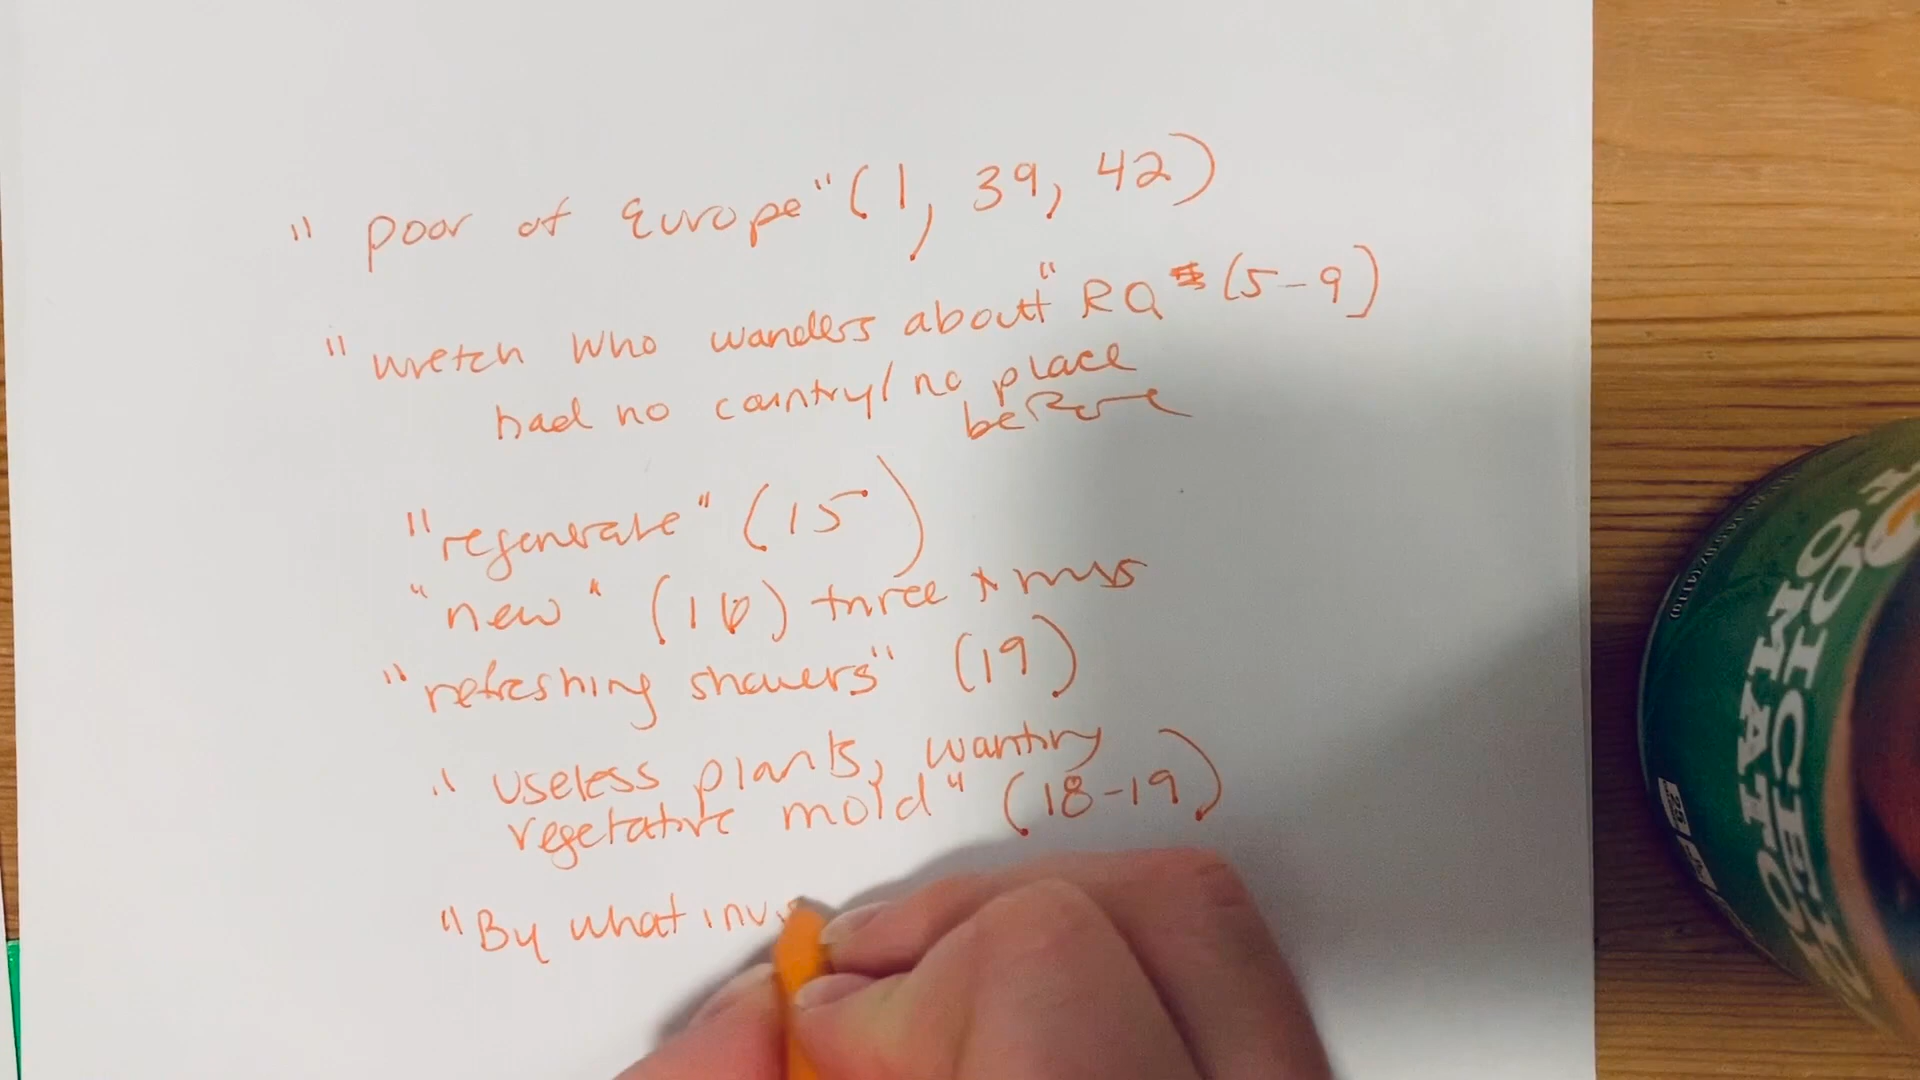 " poor of Europe" (1, 39, 42)
" wretch who wanders about" RQ (5-9)
had no country/ no place
before
"regenerate" (15)
"new" (16) three times
"refreshing showers" (19)
" useless plants, wanting
vegetative mold" (18-19)
"By what invi